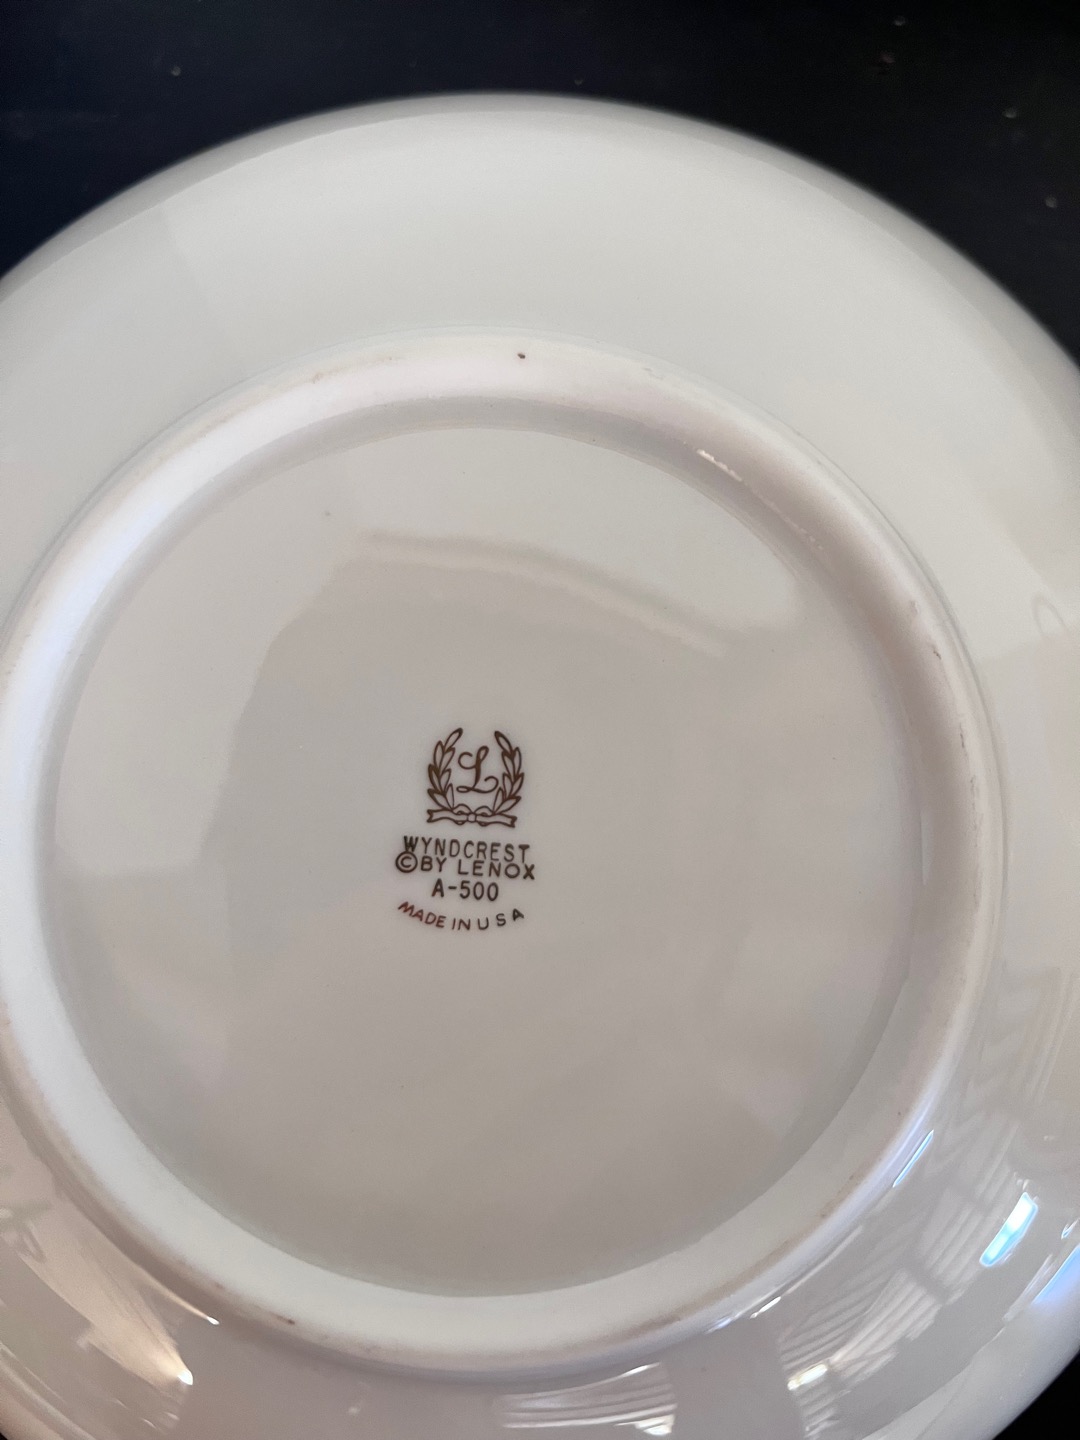 L
WYNDCREST
©BY LENOX
A-500
MADE IN USA